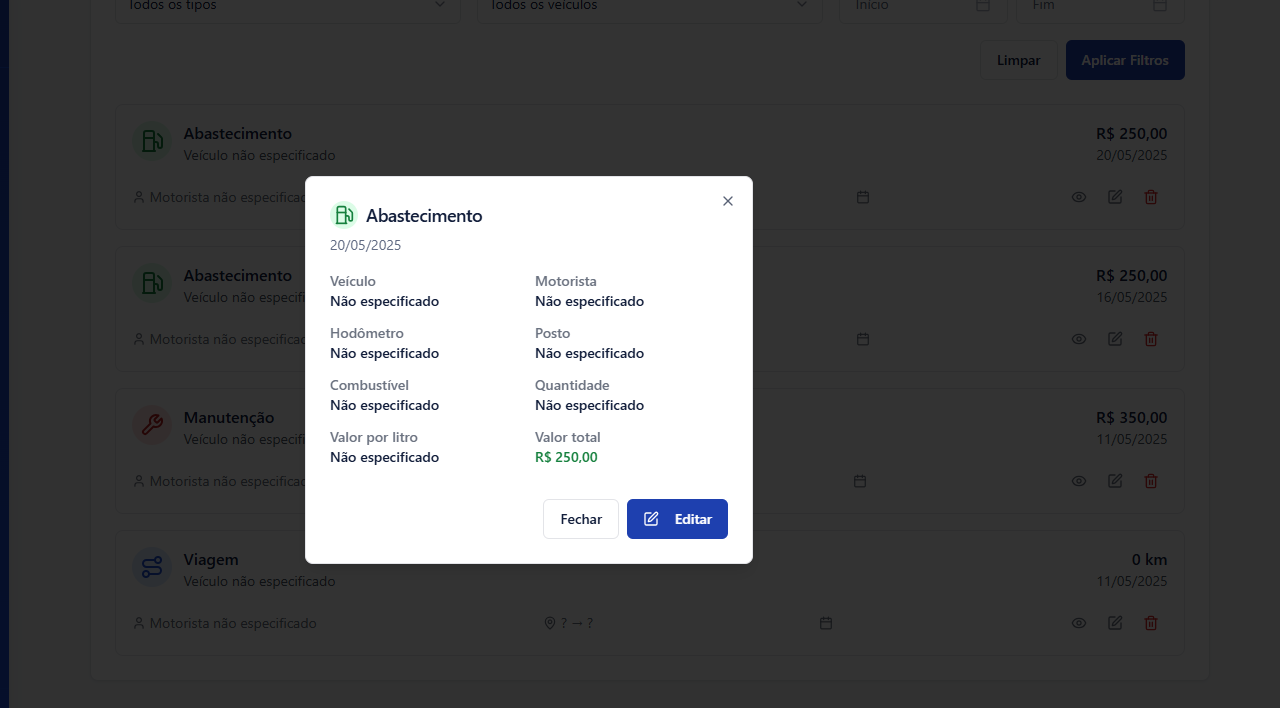 Todos os tipos
Todos os veículos
Início
Fim
Limpar
Aplicar Filtros
Abastecimento
R$ 250,00
Veículo não especificado
20/05/2025
Motorista não especificado
Abastecimento
R$ 250,00
Veículo não
16/05/2025
Motorista não
Manutenção
R$ 350,00
Veículo não
11/05/2025
Motorista não
Viagem
0 km
Veículo não especificado
11/05/2025
Motorista não especificado
? → ?
Abastecimento
20/05/2025
Veículo
Motorista
Não especificado
Não especificado
Hodômetro
Posto
Não especificado
Não especificado
Combustível
Quantidade
Não especificado
Não especificado
Valor por litro
Valor total
Não especificado
R$ 250,00
Fechar
Editar